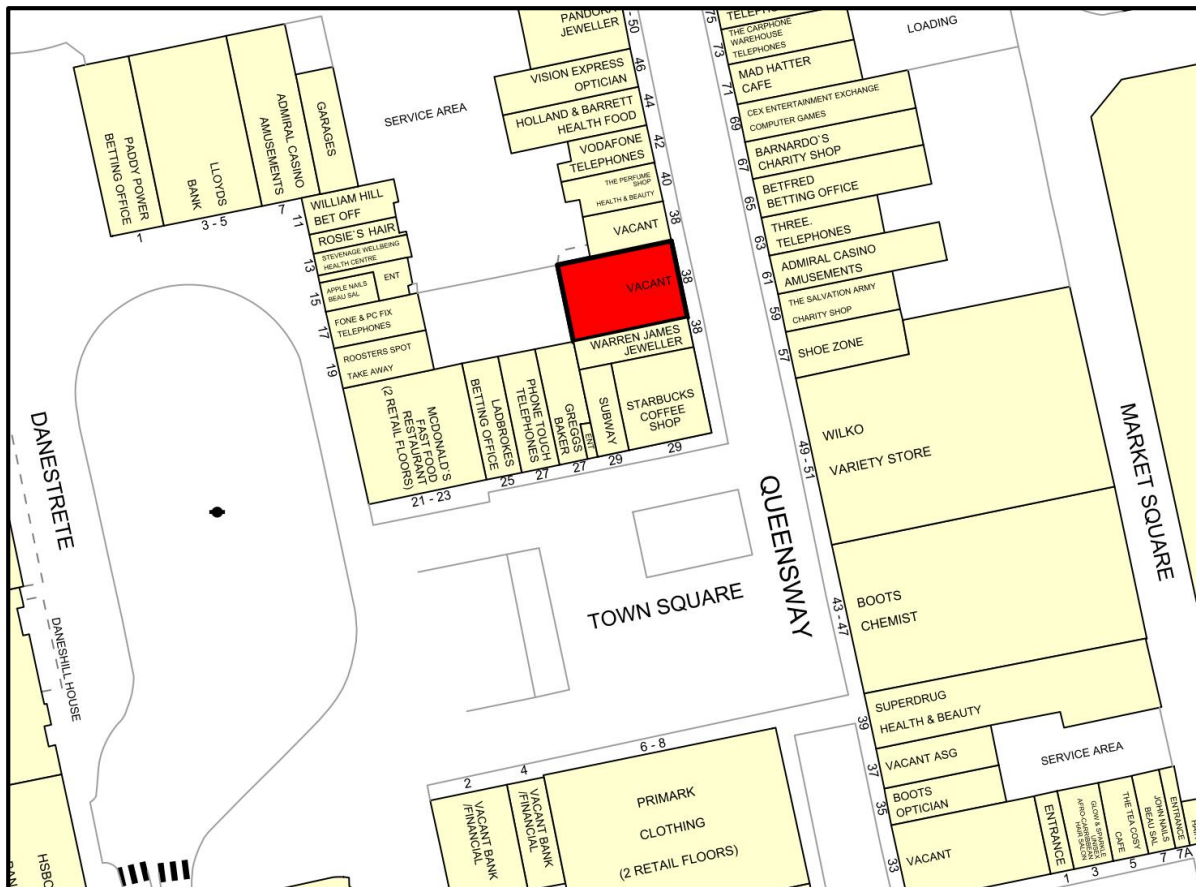 PANDORA
JEWELLER
50
VISION EXPRESS
OPTICIAN
46
HOLLAND & BARRETT
HEALTH FOOD
44
VODAFONE
TELEPHONES
42
THE PERFUME
SHOP
HEALTH & BEAUTY
40
VACANT
38
VACANT
38
WARREN JAMES
JEWELLER
38
STARBUCKS
COFFEE
SHOP
29
SUBWAY
29
ENT
GREGGS
BAKER
27
PHONE TOUCH
TELEPHONES
27
LADBROKES
BETTING OFFICE
25
MCDONALD`S
FAST FOOD
RESTAURANT
(2 RETAIL FLOORS)
21 - 23
SERVICE AREA
PADDY POWER
BETTING OFFICE
1
LLOYDS
BANK
3 - 5
ADMIRAL CASINO
AMUSEMENTS
7
GARAGES
WILLIAM HILL
BET OFF
11
ROSIE`S HAIR
STEVENAGE WELLBEING
HEALTH CENTRE
13
APPLE NAILS
BEAU SAL
ENT
15
FONE & PC FIX
TELEPHONES
17
ROOSTERS SPOT
TAKE AWAY
19
75
TELEPHONES
THE CARPHONE
WAREHOUSE
TELEPHONES
73
MAD HATTER
CAFE
71
CEX ENTERTAINMENT EXCHANGE
COMPUTER GAMES
69
BARNARDO`S
CHARITY SHOP
67
BETFRED
BETTING OFFICE
65
THREE.
TELEPHONES
63
ADMIRAL CASINO
AMUSEMENTS
61
THE SALVATION ARMY
CHARITY SHOP
59
SHOE ZONE
57
WILKO
VARIETY STORE
49 - 51
BOOTS
CHEMIST
43 - 47
SUPERDRUG
HEALTH & BEAUTY
39
VACANT ASG
37
BOOTS
OPTICIAN
35
VACANT
33
SERVICE AREA
ENTRANCE
1
GLOW & SPARKLE
UNISEX
AFRO-CARRIBBEAN
HAIR SALON
3
THE TEA COSY
CAFE
5
JOHN NAILS
BEAU SAL
7
ENTRANCE
7A
LOADING
MARKET SQUARE
QUEENSWAY
TOWN SQUARE
DANESTRETE
DANESHILL HOUSE
2
VACANT BANK
/FINANCIAL
4
VACANT BANK
/FINANCIAL
6 - 8
PRIMARK
CLOTHING
(2 RETAIL FLOORS)